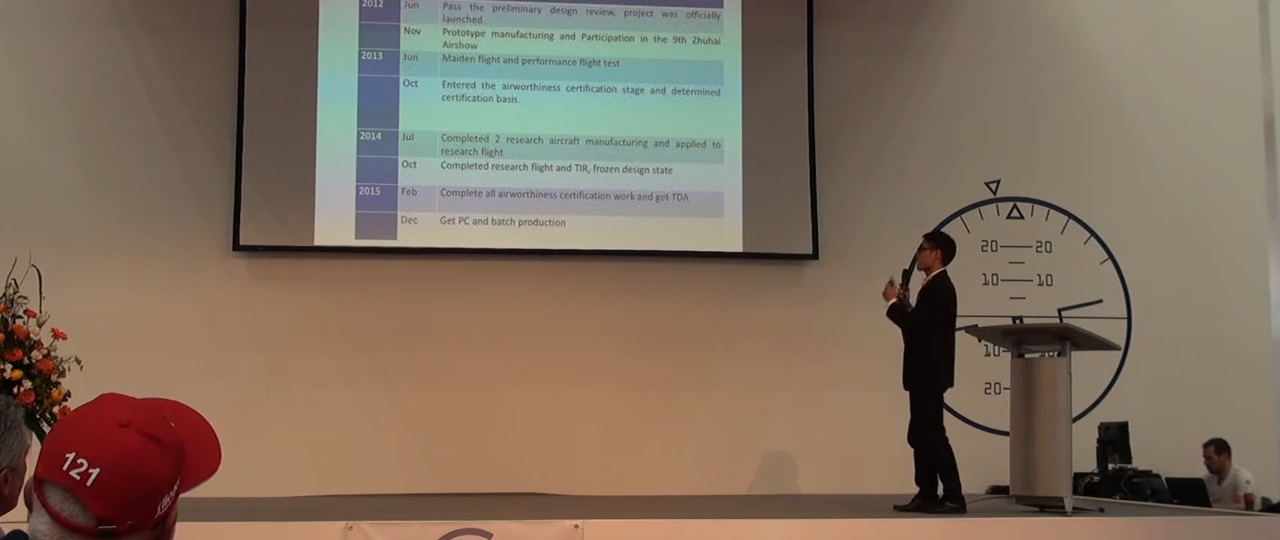 2012 Jun Pass the preliminary design review, project was officially
launched
Nov Prototype manufacturing and Participation in the 9th Zhuhai
Airshow
2013 Jun Maiden flight and performance flight test
Oct Entered the airworthiness certification stage and determined
certification basis.
2014 Jul Completed 2 research aircraft manufacturing and applied to
research flight
Oct Completed research flight and TIR, frozen design state
2015 Feb Complete all airworthiness certification work and get TDA
Dec Get PC and batch production
20 20
10 10
10
20
121